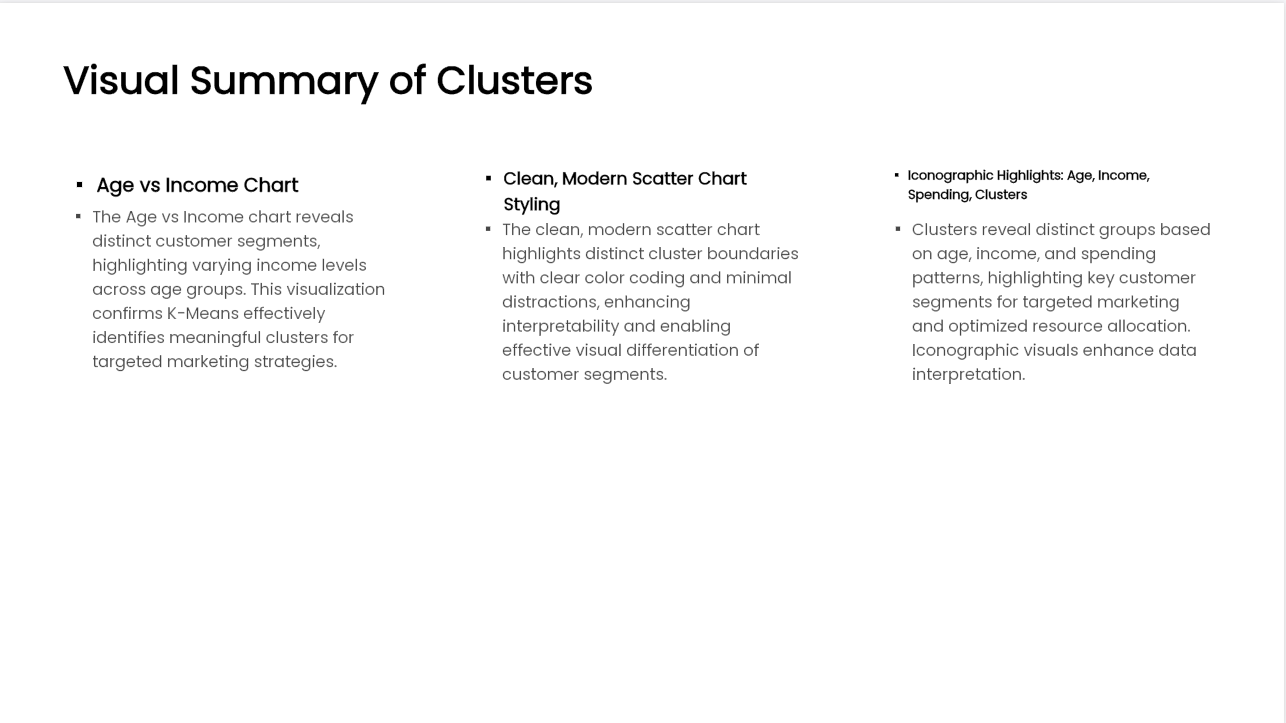 Visual Summary of Clusters
▪ Age vs Income Chart
▪ The Age vs Income chart reveals
distinct customer segments,
highlighting varying income levels
across age groups. This visualization
confirms K-Means effectively
identifies meaningful clusters for
targeted marketing strategies.
▪ Clean, Modern Scatter Chart
Styling
▪ The clean, modern scatter chart
highlights distinct cluster boundaries
with clear color coding and minimal
distractions, enhancing
interpretability and enabling
effective visual differentiation of
customer segments.
▪ Iconographic Highlights: Age, Income,
Spending, Clusters
▪ Clusters reveal distinct groups based
on age, income, and spending
patterns, highlighting key customer
segments for targeted marketing
and optimized resource allocation.
Iconographic visuals enhance data
interpretation.